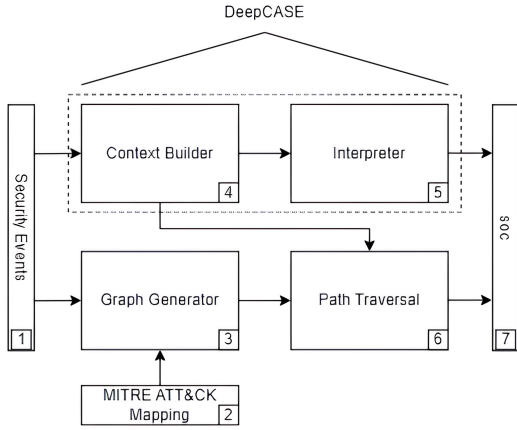 DeepCASE
Context Builder
4
Interpreter
5
Security Events
1
Graph Generator
3
Path Traversal
6
soc
7
MITRE ATT&CK
Mapping
2